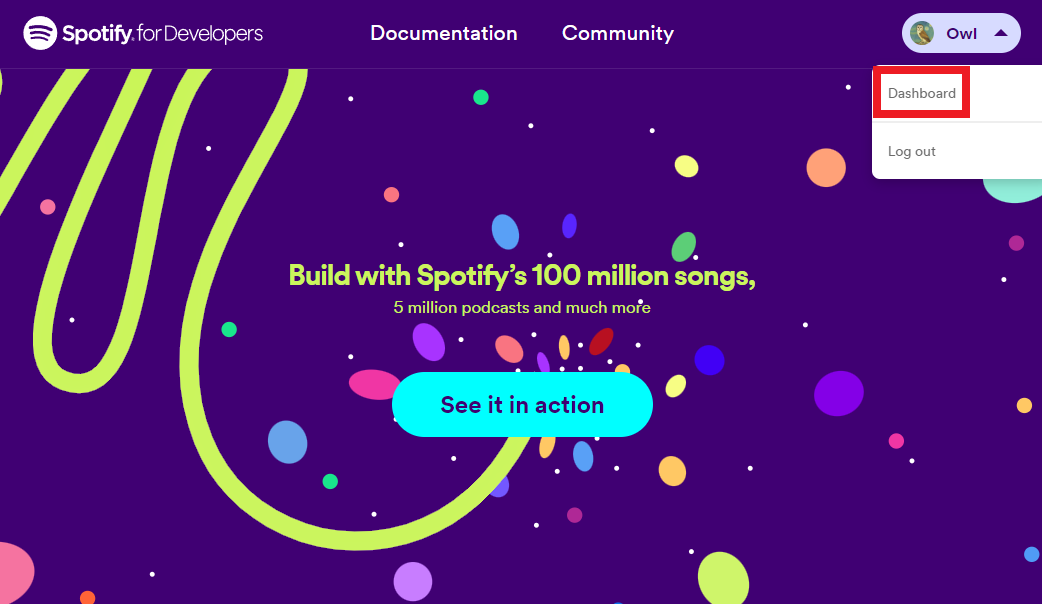 Spotify for Developers
Documentation
Community
Owl
Dashboard
Log out
Build with Spotify's 100 million songs,
5 million podcasts and much more
See it in action